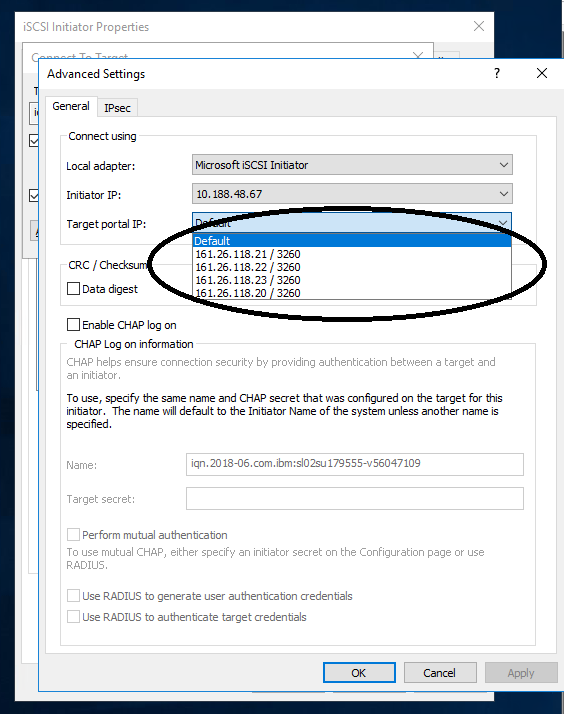 iSCSI Initiator Properties
Connect To Target
Advanced Settings
?
General
IPsec
Connect using
Local adapter:
Microsoft iSCSI Initiator
Initiator IP:
10.188.48.67
Target portal IP:
Default
Default
161.26.118.21 / 3260
161.26.118.22 / 3260
161.26.118.23 / 3260
161.26.118.20 / 3260
CRC / Checksum
Data digest
Enable CHAP log on
CHAP Log on information
CHAP helps ensure connection security by providing authentication between a target and
an initiator.
To use, specify the same name and CHAP secret that was configured on the target for this
initiator.  The name will default to the Initiator Name of the system unless another name is
specified.
Name:
iqn.2018-06.com.ibm:sl02su179555-v56047109
Target secret:
Perform mutual authentication
To use mutual CHAP, either specify an initiator secret on the Configuration page or use
RADIUS.
Use RADIUS to generate user authentication credentials
Use RADIUS to authenticate target credentials
OK
Cancel
Apply